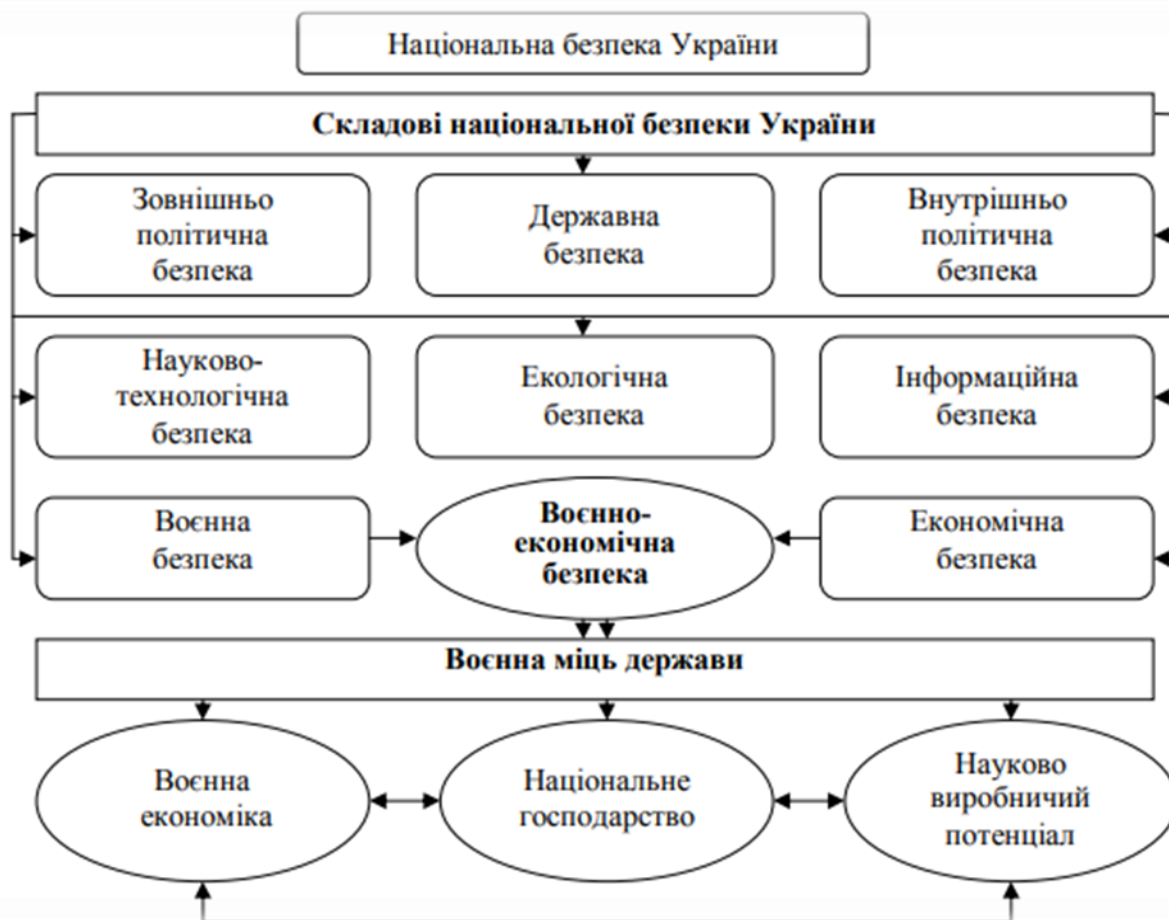 Національна безпека України
Складові національної безпеки України
Зовнішньо
політична
безпека
Державна
безпека
Внутрішньо
політична
безпека
Науково-
технологічна
безпека
Екологічна
безпека
Інформаційна
безпека
Воєнна
безпека
Воєнно-
економічна
безпека
Економічна
безпека
Воєнна міць держави
Воєнна
економіка
Національне
господарство
Науково
виробничий
потенціал